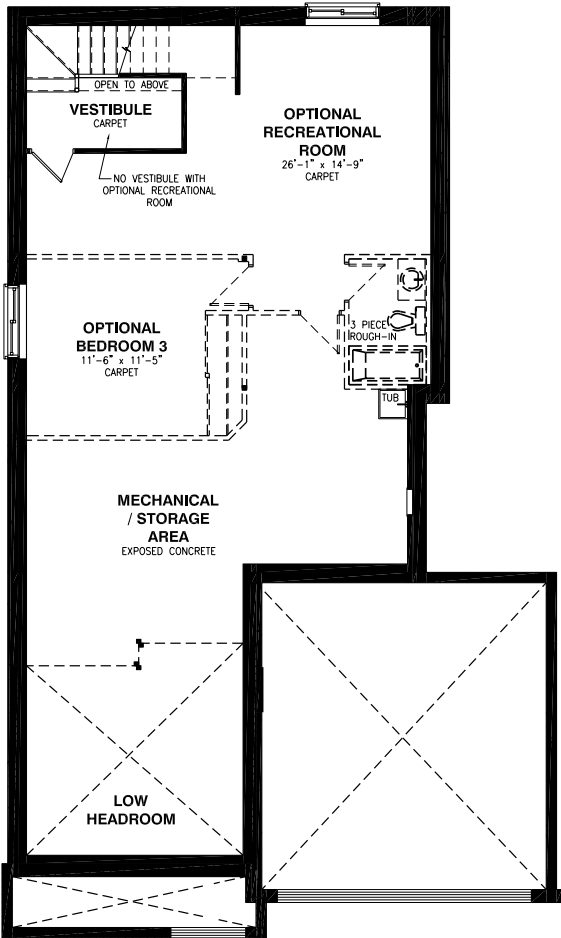 OPEN TO ABOVE
VESTIBULE
CARPET
NO VESTIBULE WITH
OPTIONAL RECREATIONAL
ROOM
OPTIONAL
RECREATIONAL
ROOM
26'-1" x 14'-9"
CARPET
OPTIONAL
BEDROOM 3
11'-6" x 11'-5"
CARPET
3 PIECE
ROUGH-IN
TUB
MECHANICAL
/ STORAGE
AREA
EXPOSED CONCRETE
LOW
HEADROOM